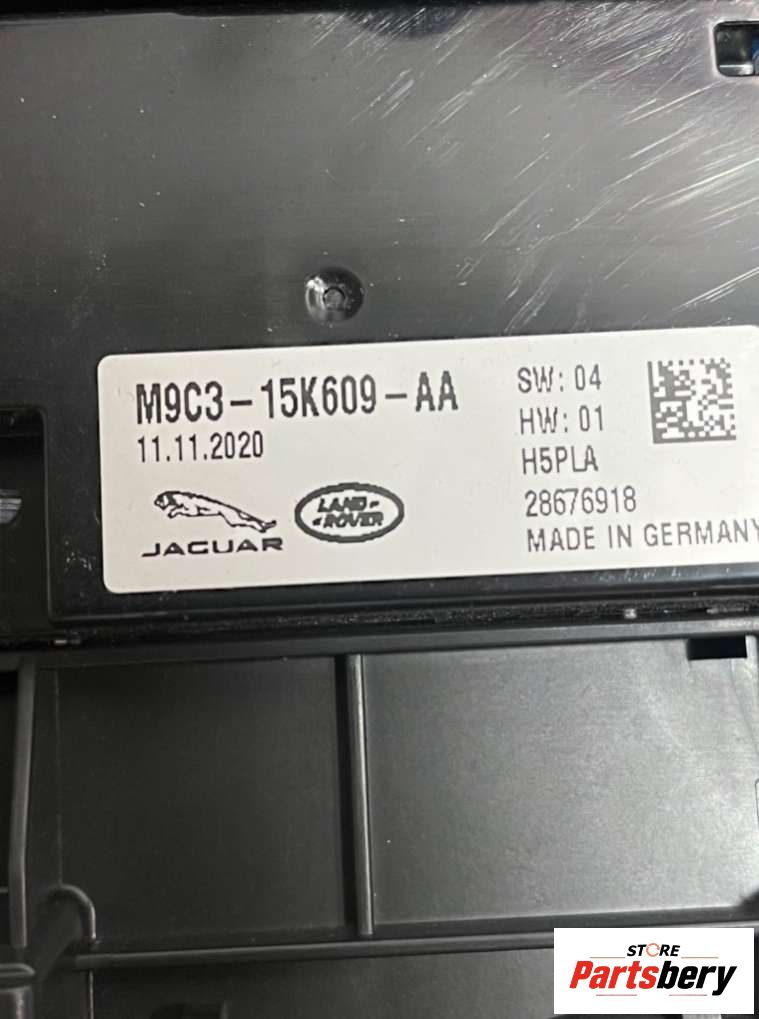 M9C3-15K609-AA
11.11.2020
JAGUAR
LAND
ROVER
SW: 04
HW: 01
H5PLA
28676918
MADE IN GERMANY
STORE
Partsbery